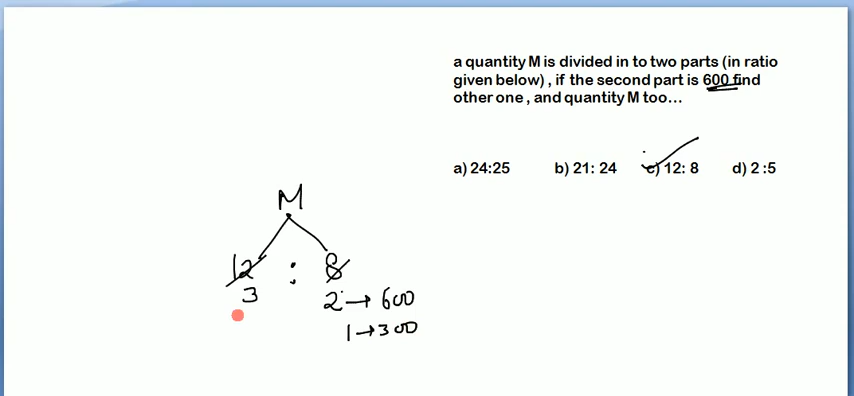 a quantity M is divided in to two parts (in ratio
given below) , if the second part is 600 find
other one , and quantity M too...
a) 24:25 b) 21: 24 c) 12: 8 d) 2 :5
M
12 : 8
3 2 → 600
1 → 300